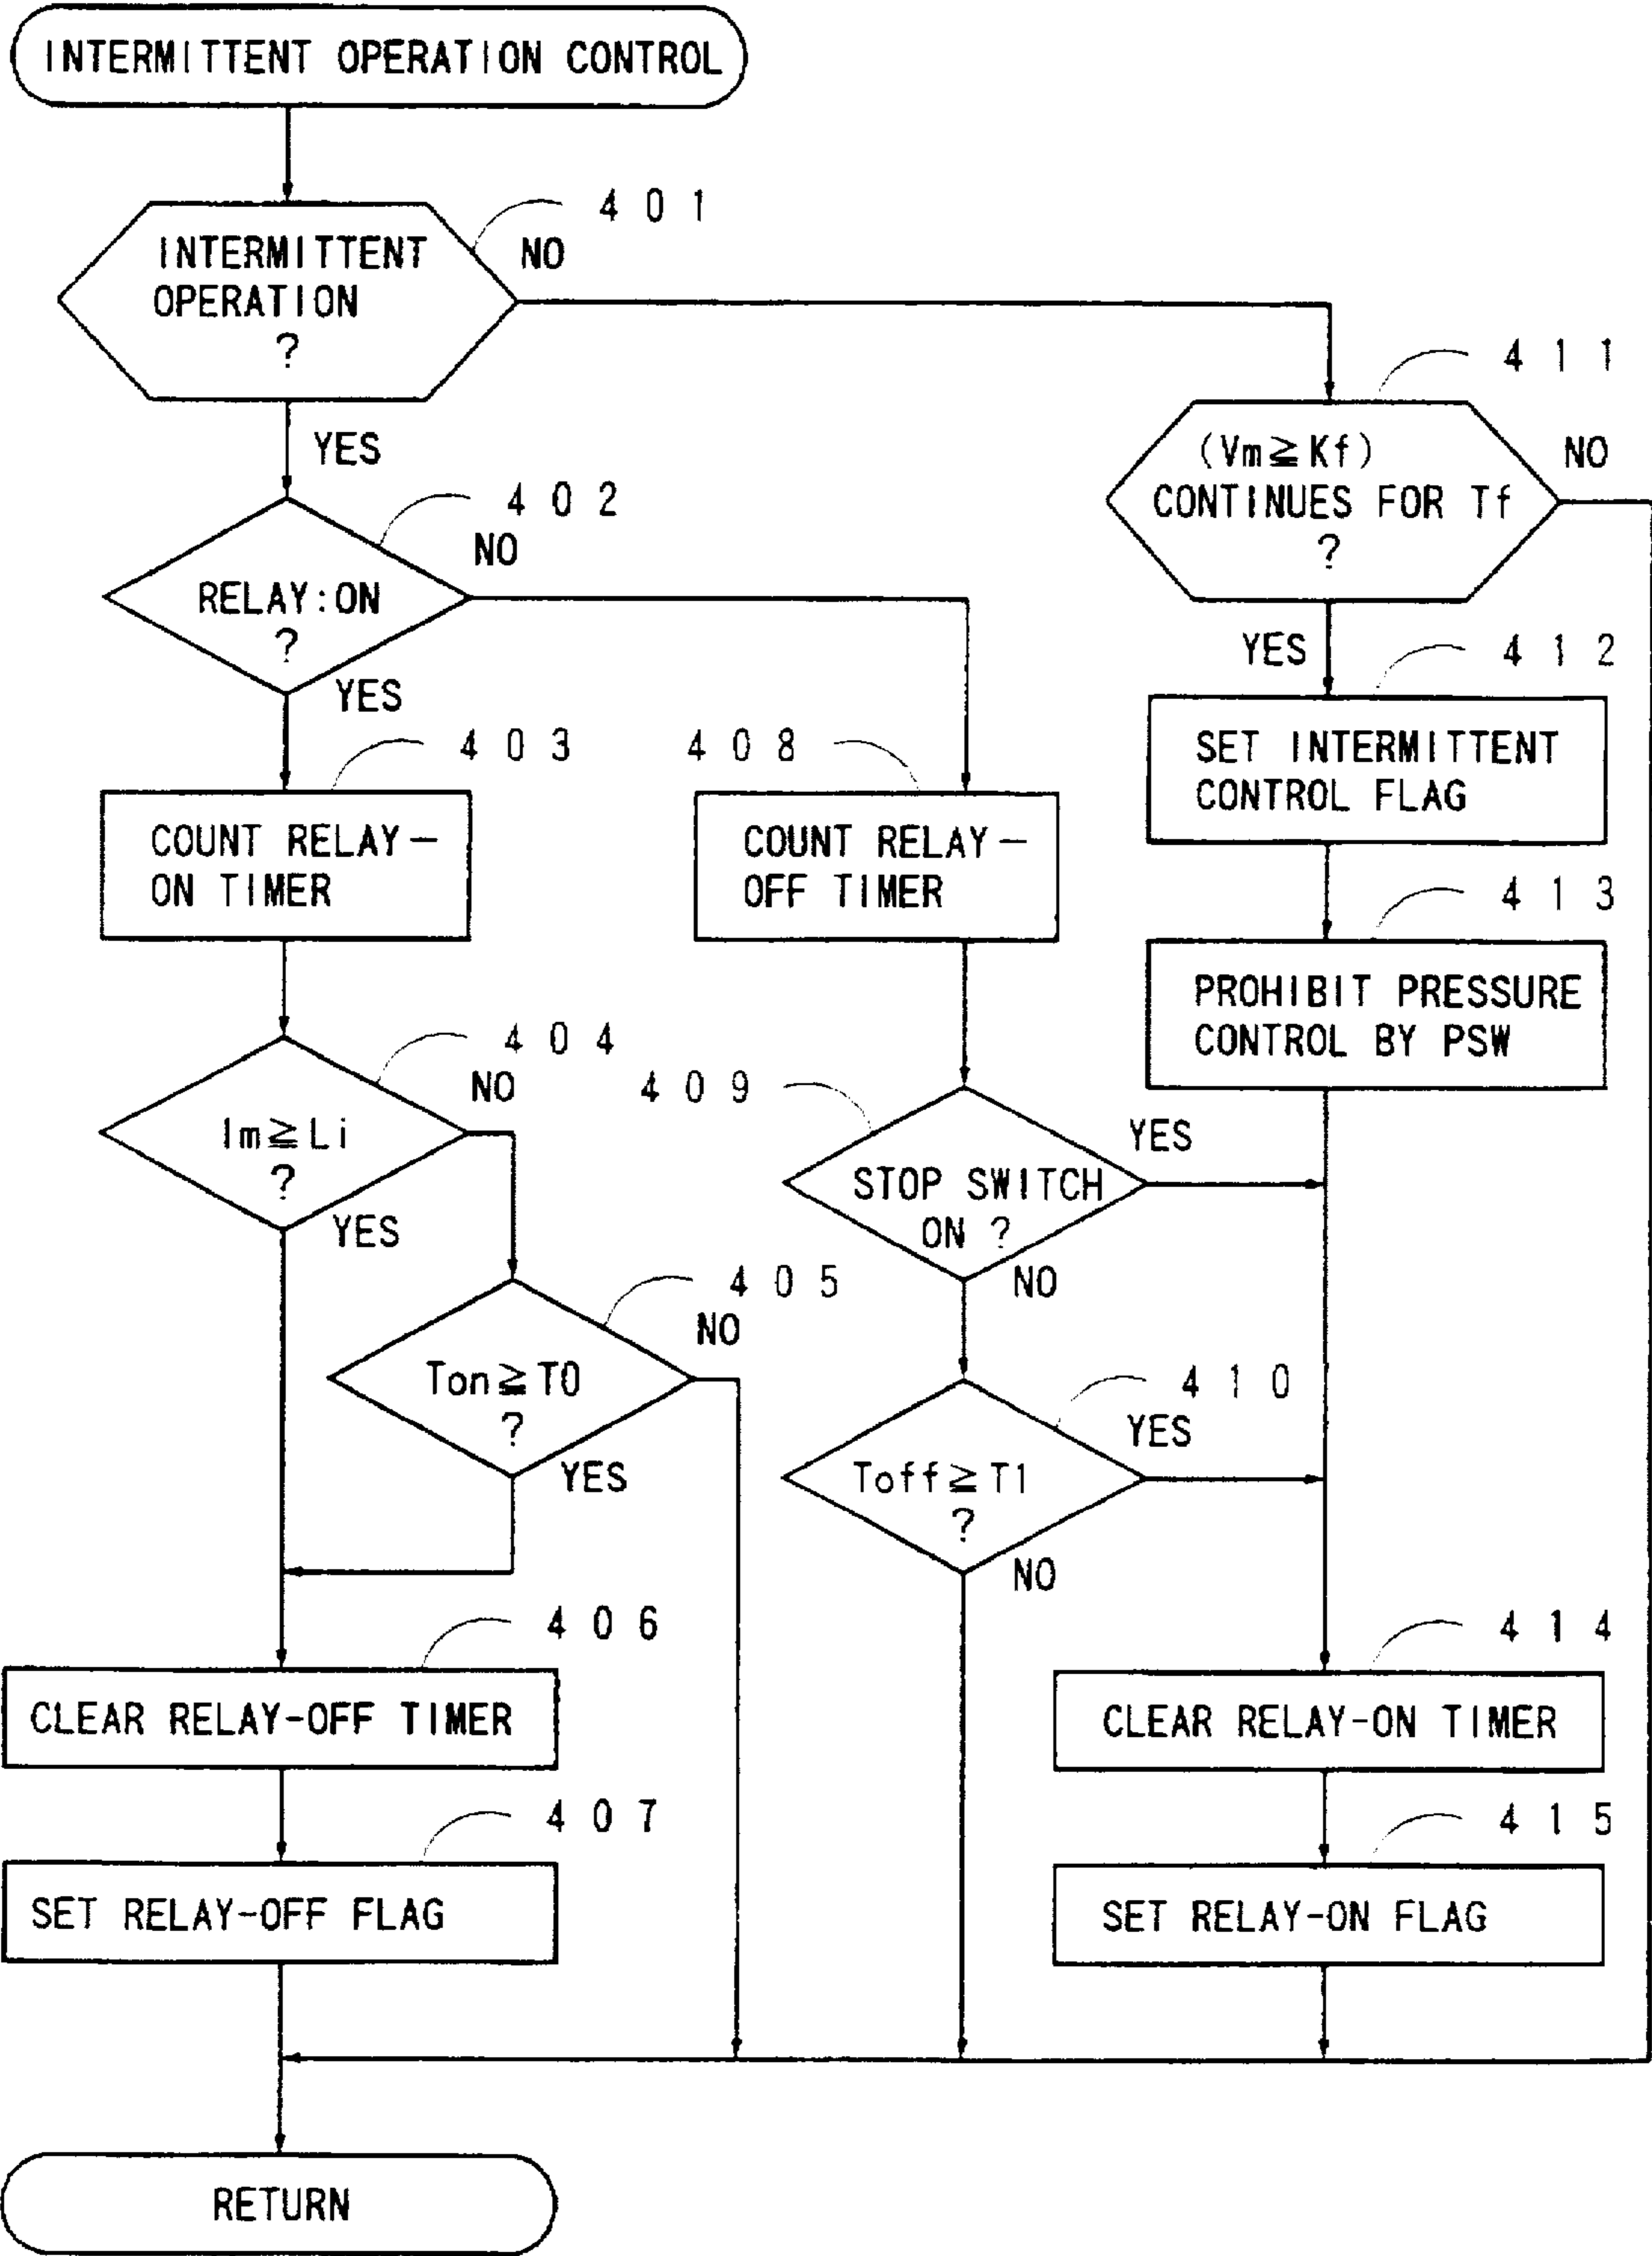 INTERMITTENT OPERATION CONTROL
401
INTERMITTENT
OPERATION
?
NO
YES
411
(Vm≧Kf)
CONTINUES FOR Tf
?
NO
YES
402
RELAY:ON
?
NO
YES
412
SET INTERMITTENT
CONTROL FLAG
403
COUNT RELAY-
ON TIMER
408
COUNT RELAY-
OFF TIMER
413
PROHIBIT PRESSURE
CONTROL BY PSW
404
Im≧Li
?
NO
YES
409
STOP SWITCH
ON ?
YES
NO
405
Ton≧T0
?
NO
YES
410
Toff≧T1
?
YES
NO
406
CLEAR RELAY-OFF TIMER
414
CLEAR RELAY-ON TIMER
407
SET RELAY-OFF FLAG
415
SET RELAY-ON FLAG
RETURN